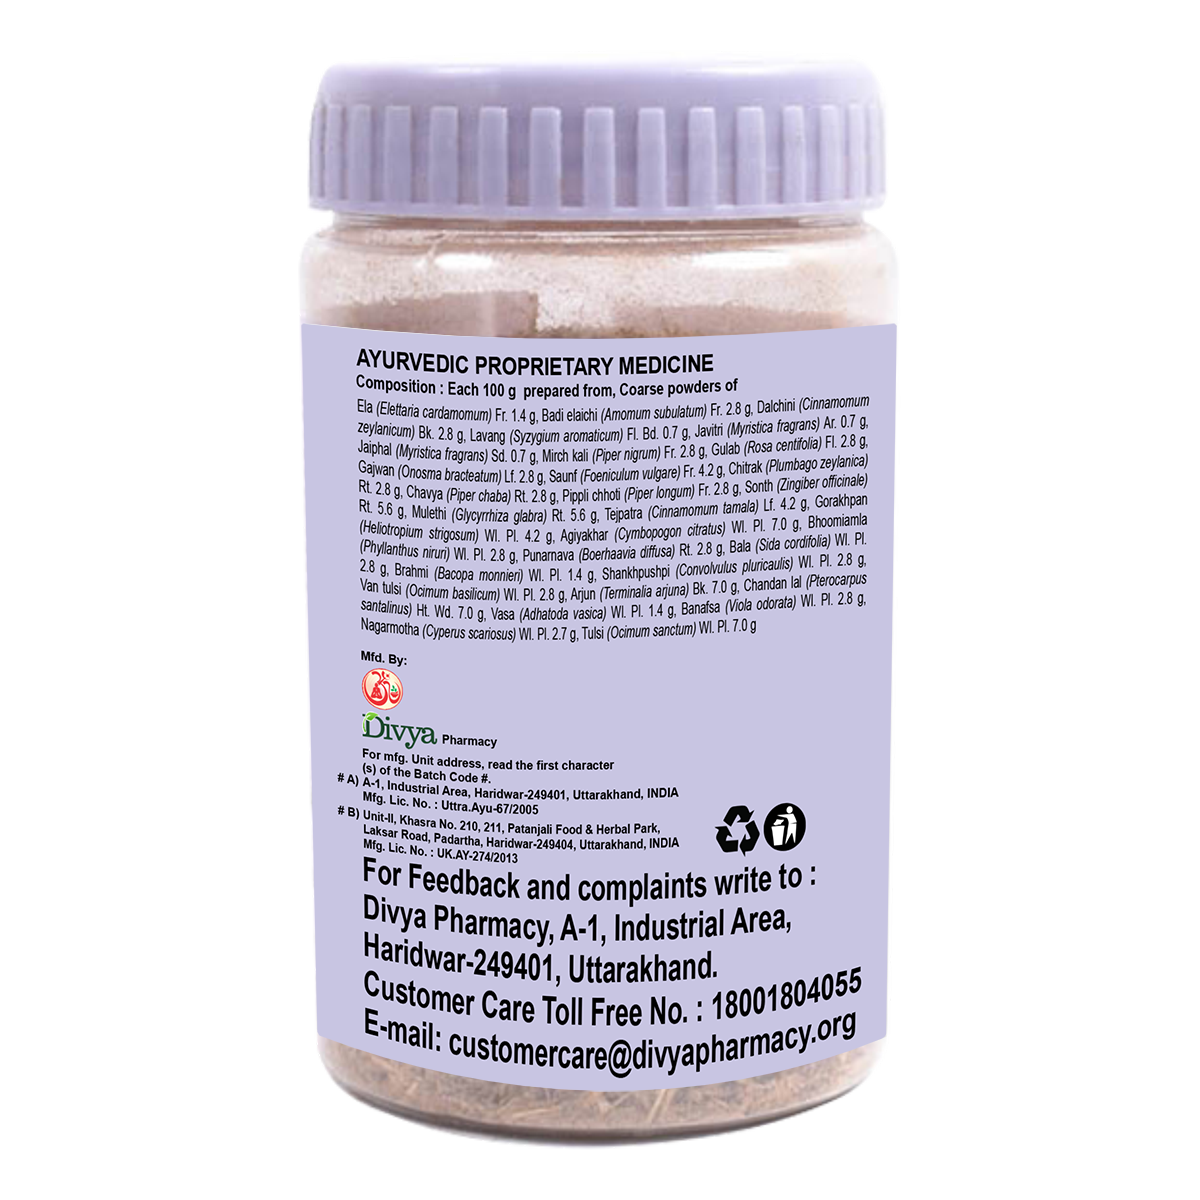 AYURVEDIC PROPRIETARY MEDICINE
Composition : Each 100 g prepared from, Coarse powders of
Ela (Elettaria cardamomum) Fr. 1.4 g, Badi elaichi (Amomum subulatum) Fr. 2.8 g, Dalchini (Cinnamomum
zeylanicum) Bk. 2.8 g, Lavang (Syzygium aromaticum) Fl. Bd. 0.7 g, Javitri (Myristica fragrans) Ar. 0.7 g,
Jaiphal (Myristica fragrans) Sd. 0.7 g, Mirch kali (Piper nigrum) Fr. 2.8 g, Gulab (Rosa centifolia) Fl. 2.8 g,
Gajwan (Onosma bracteatum) Lf. 2.8 g, Saunf (Foeniculum vulgare) Fr. 4.2 g, Chitrak (Plumbago zeylanica)
Rt. 2.8 g, Chavya (Piper chaba) Rt. 2.8 g, Pippli chhoti (Piper longum) Fr. 2.8 g, Sonth (Zingiber officinale)
Rt. 5.6 g, Mulethi (Glycyrrhiza glabra) Rt. 5.6 g, Tejpatra (Cinnamomum tamala) Lf. 4.2 g, Gorakhpan
(Heliotropium strigosum) Wl. Pl. 4.2 g, Agiyakhar (Cymbopogon citratus) Wl. Pl. 7.0 g, Bhoomiamla
(Phyllanthus niruri) Wl. Pl. 2.8 g, Punarnava (Boerhaavia diffusa) Rt. 2.8 g, Bala (Sida cordifolia) Wl. Pl.
2.8 g, Brahmi (Bacopa monnieri) Wl. Pl. 1.4 g, Shankhpushpi (Convolvulus pluricaulis) Wl. Pl. 2.8 g,
Van tulsi (Ocimum basilicum) Wl. Pl. 2.8 g, Arjun (Terminalia arjuna) Bk. 7.0 g, Chandan lal (Pterocarpus
santalinus) Ht. Wd. 7.0 g, Vasa (Adhatoda vasica) Wl. Pl. 1.4 g, Banafsa (Viola odorata) Wl. Pl. 2.8 g,
Nagarmotha (Cyperus scariosus) Wl. Pl. 2.7 g, Tulsi (Ocimum sanctum) Wl. Pl. 7.0 g
Mfd. By:
Divya Pharmacy
For mfg. Unit address, read the first character
(s) of the Batch Code #.
# A) A-1, Industrial Area, Haridwar-249401, Uttarakhand, INDIA
Mfg. Lic. No. : Uttra.Ayu-67/2005
# B) Unit-II, Khasra No. 210, 211, Patanjali Food & Herbal Park,
Laksar Road, Padartha, Haridwar-249404, Uttarakhand, INDIA
Mfg. Lic. No. : UK.AY-274/2013
For Feedback and complaints write to :
Divya Pharmacy, A-1, Industrial Area,
Haridwar-249401, Uttarakhand.
Customer Care Toll Free No. : 18001804055
E-mail: customercare@divyapharmacy.org